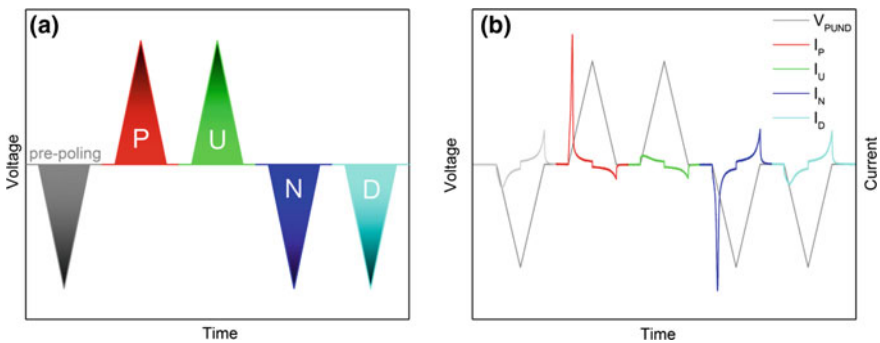 (a)
pre-poling
P
U
N
D
Voltage
Time
(b)
V_PUND
I_P
I_U
I_N
I_D
Voltage
Current
Time